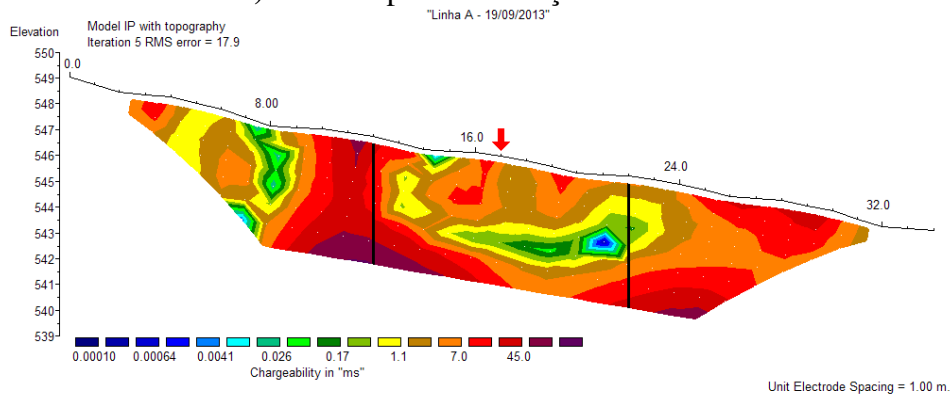 "Linha A - 19/09/2013"
Elevation
Model IP with topography
Iteration 5 RMS error = 17.9
550
549
548
547
546
545
544
543
542
541
540
539
0.0
8.00
16.0
24.0
32.0
0.00010 0.00064 0.0041 0.026 0.17 1.1 7.0 45.0
Chargeability in "ms"
Unit Electrode Spacing = 1.00 m.